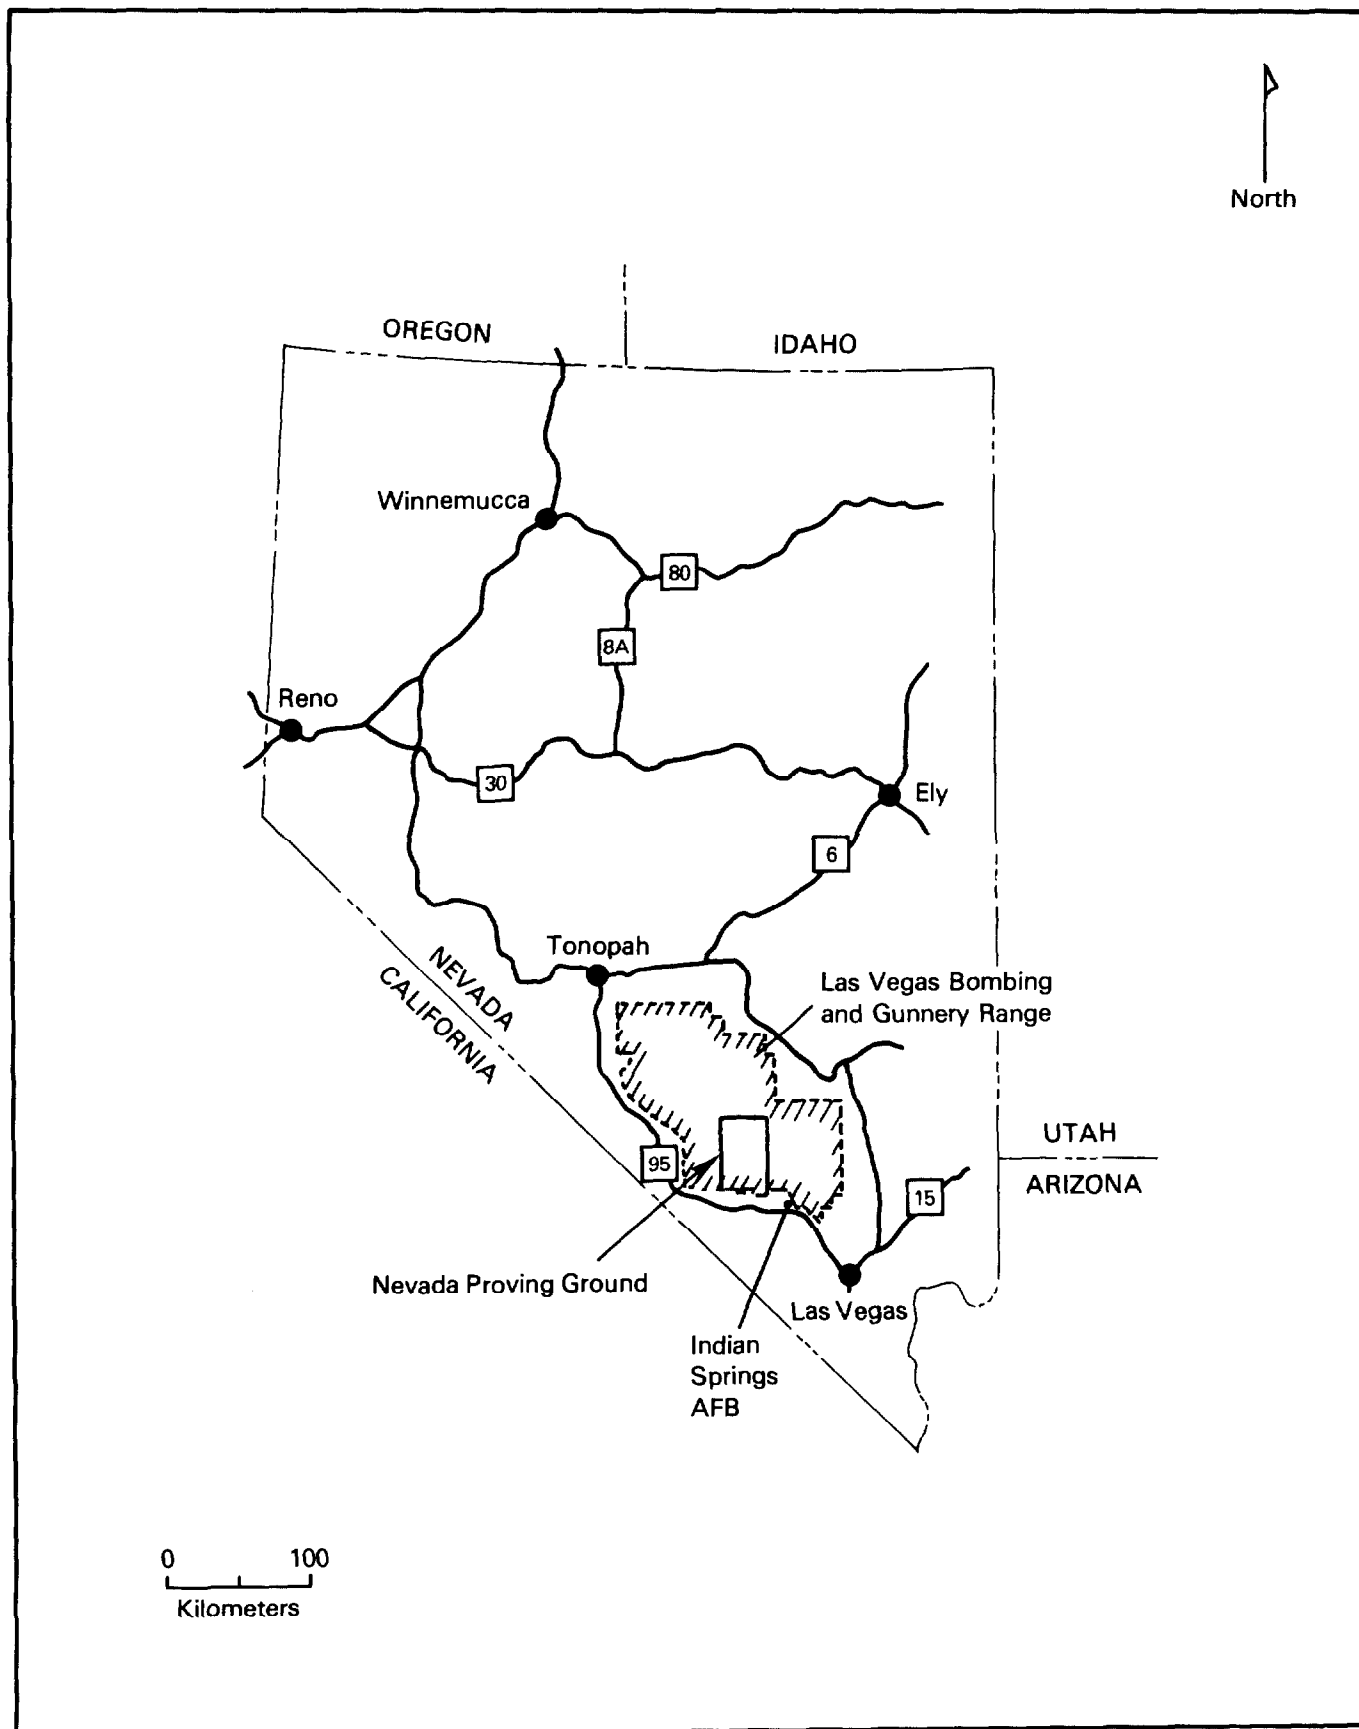 North
OREGON
IDAHO
Winnemucca
80
8A
Reno
30
Ely
6
Tonopah
NEVADA
CALIFORNIA
Las Vegas Bombing
and Gunnery Range
UTAH
95
ARIZONA
15
Nevada Proving Ground
Las Vegas
Indian
Springs
AFB
0 100
Kilometers